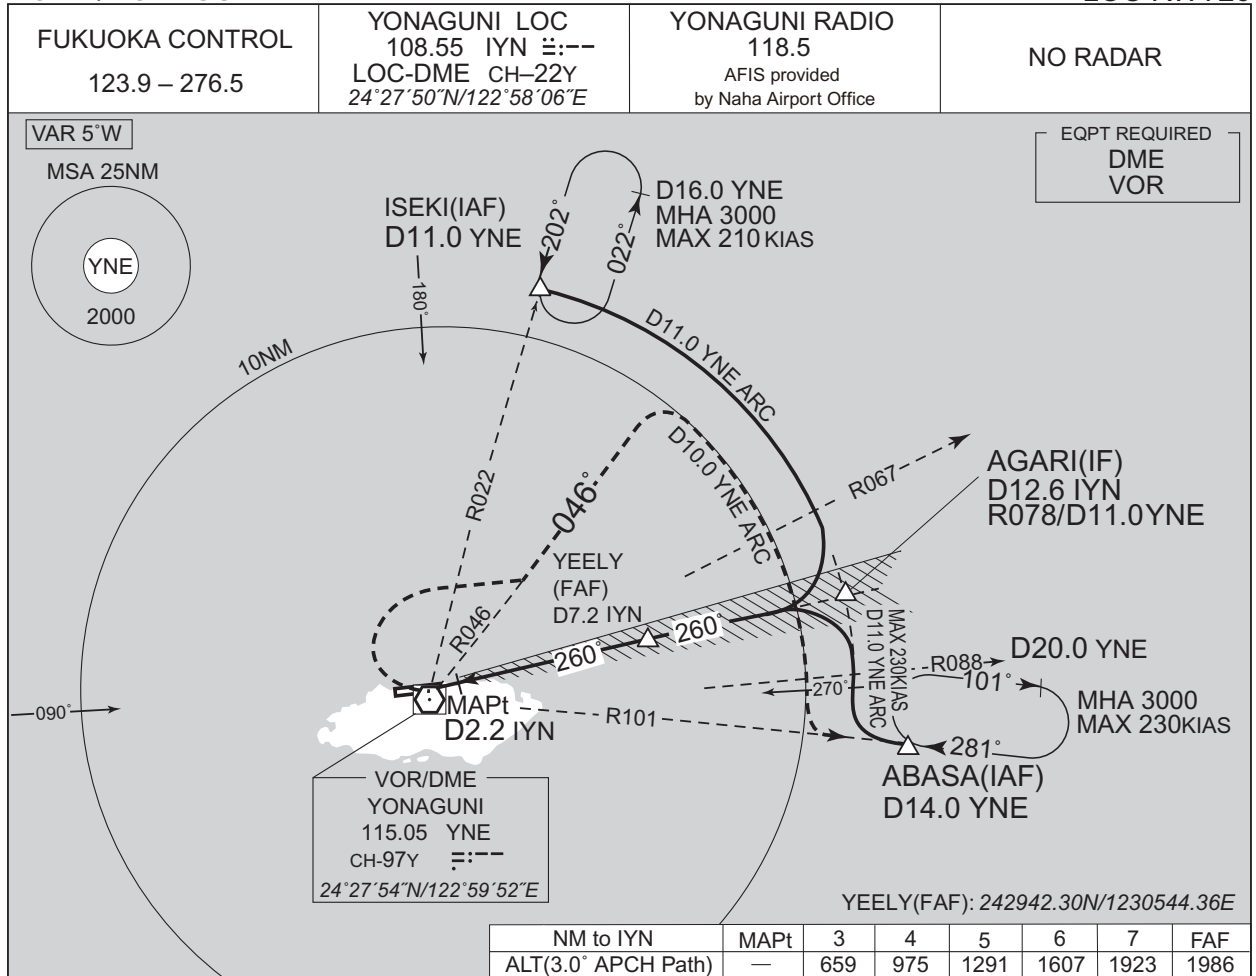 FUKUOKA CONTROL
123.9 – 276.5
YONAGUNI LOC
108.55 IYN
LOC-DME CH–22Y
24°27´50˝N/122°58´06˝E
YONAGUNI RADIO
118.5
AFIS provided
by Naha Airport Office
NO RADAR
VAR 5°W
MSA 25NM
YNE
2000
EQPT REQUIRED
DME
VOR
ISEKI(IAF)
D11.0 YNE
180°
202°
022°
D16.0 YNE
MHA 3000
MAX 210 KIAS
10NM
D11.0 YNE ARC
D10.0 YNE ARC
R022
046°
R046
R067
AGARI(IF)
D12.6 IYN
R078/D11.0YNE
YEELY
(FAF)
D7.2 IYN
260°
260°
MAX 230KIAS
D11.0 YNE ARC
R088
D20.0 YNE
270°
101°
MHA 3000
MAX 230KIAS
281°
090°
MAPt
D2.2 IYN
R101
ABASA(IAF)
D14.0 YNE
VOR/DME
YONAGUNI
115.05 YNE
CH-97Y
24°27´54˝N/122°59´52˝E
YEELY(FAF): 242942.30N/1230544.36E
NM to IYN MAPt 3 4 5 6 7 FAF
ALT(3.0° APCH Path) — 659 975 1291 1607 1923 1986